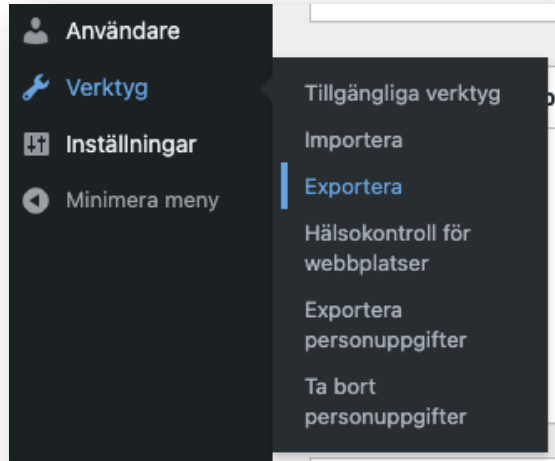 Användare
Verktyg
Inställningar
Minimera meny
Tillgängliga verktyg
Importera
Exportera
Hälsokontroll för
webbplatser
Exportera
personuppgifter
Ta bort
personuppgifter